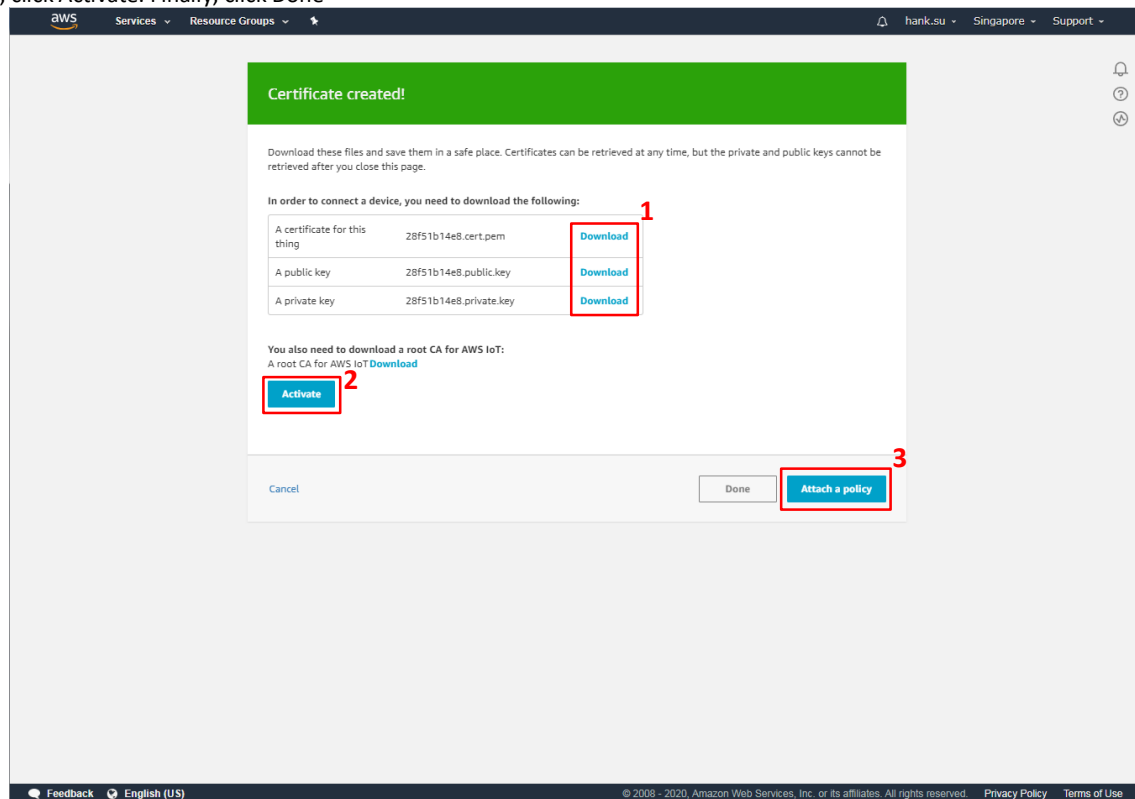 , click Activate. Finally, click Done
aws Services Resource Groups hank.su Singapore Support
Certificate created!
Download these files and save them in a safe place. Certificates can be retrieved at any time, but the private and public keys cannot be
retrieved after you close this page.
In order to connect a device, you need to download the following:
1
A certificate for this
thing
28f51b14e8.cert.pem Download
A public key 28f51b14e8.public.key Download
A private key 28f51b14e8.private.key Download
You also need to download a root CA for AWS IoT:
A root CA for AWS IoT Download
2
Activate
3
Cancel Done Attach a policy
Feedback English (US) © 2008 - 2020, Amazon Web Services, Inc. or its affiliates. All rights reserved. Privacy Policy Terms of Use